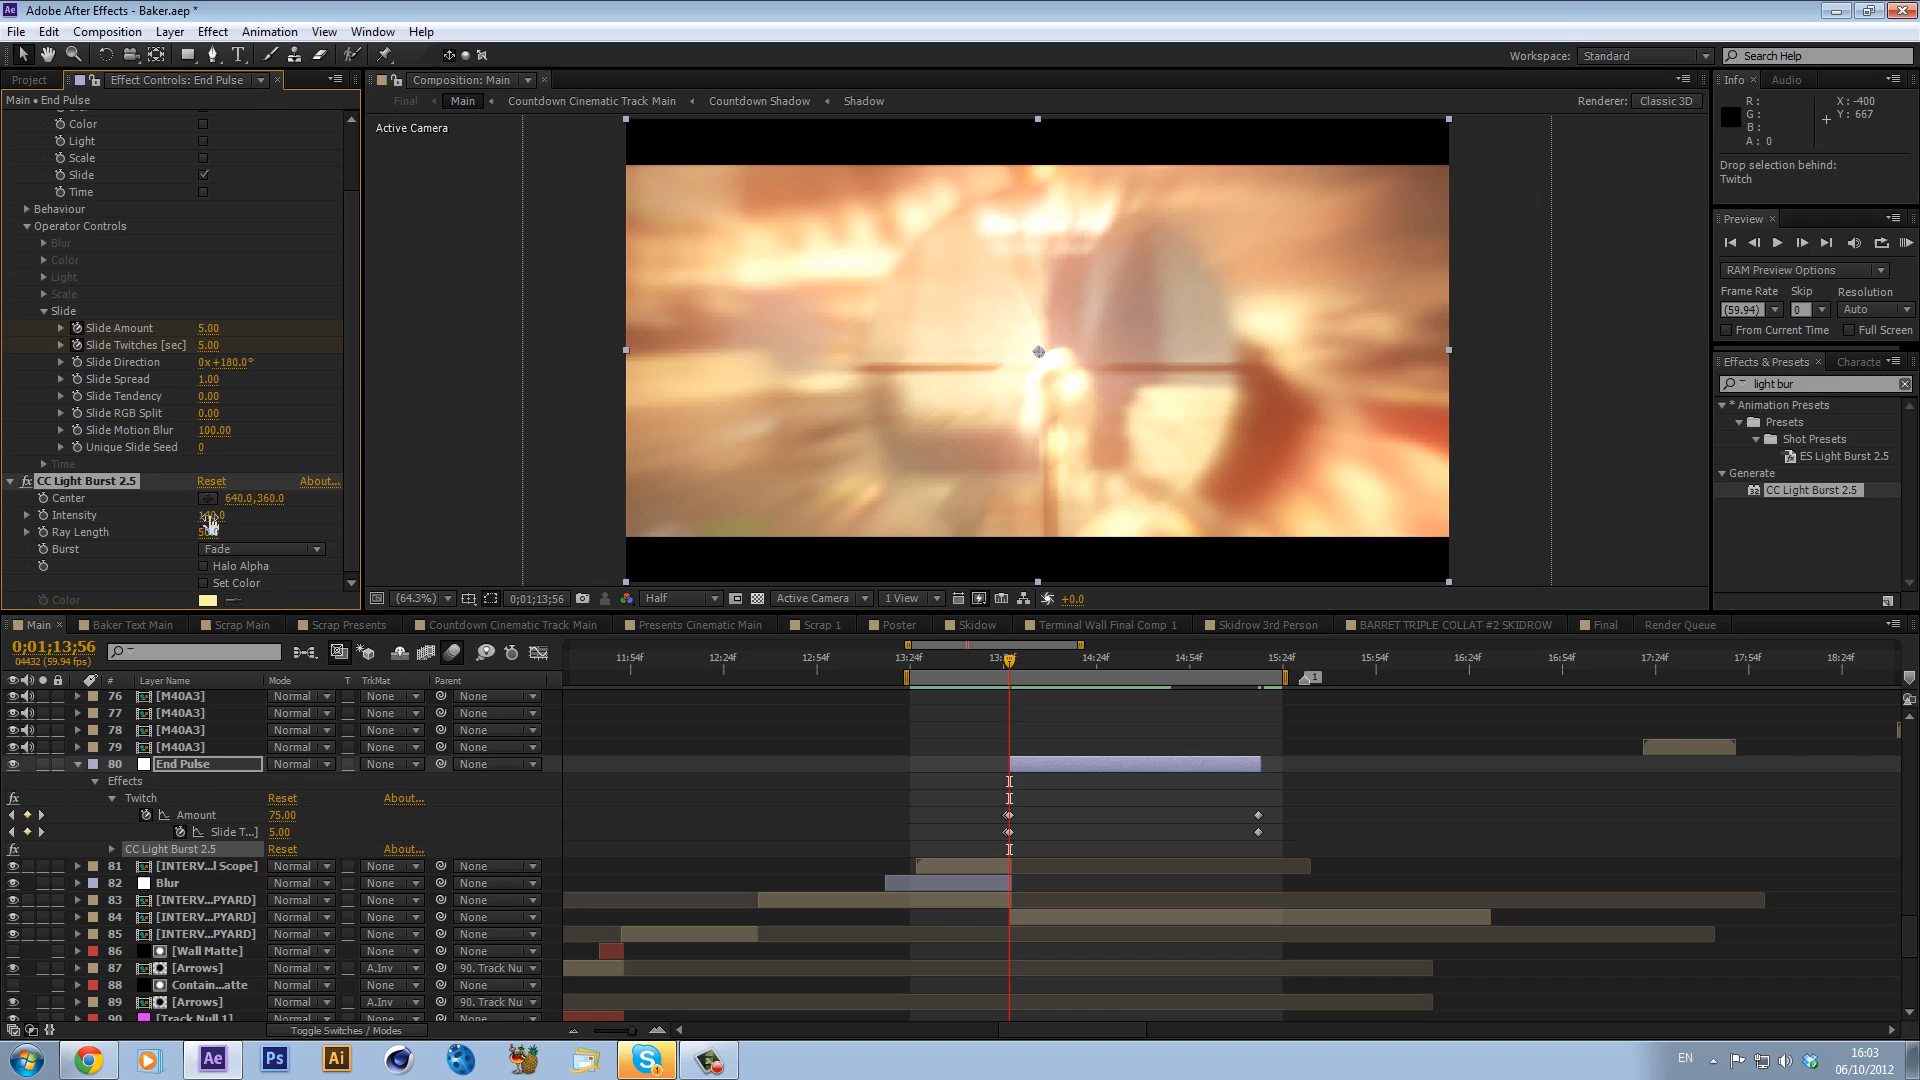 Adobe After Effects - Baker.aep *
File Edit Composition Layer Effect Animation View Window Help
Workspace: Standard Search Help
Project Effect Controls: End Pulse
Main • End Pulse
Color
Light
Scale
Slide
Time
Behaviour
Operator Controls
Blur
Color
Light
Scale
Slide
Slide Amount 5.00
Slide Twitches [sec] 5.00
Slide Direction 0x +180.0°
Slide Spread 1.00
Slide Tendency 0.00
Slide RGB Split 0.00
Slide Motion Blur 100.00
Unique Slide Seed 0
Time
fx CC Light Burst 2.5 Reset About...
Center 640.0, 360.0
Intensity
Ray Length
Burst Fade
Halo Alpha
Set Color
Color
Composition: Main
Final Main Countdown Cinematic Track Main Countdown Shadow Shadow Renderer: Classic 3D
Active Camera
(64.3%) 0;01;13;56 Half Active Camera 1 View +0.0
Info Audio
R: X: -400
G: Y: 667
B:
A: 0
Drop selection behind:
Twitch
Preview
RAM Preview Options
Frame Rate Skip Resolution
(59.94) 0 Auto
From Current Time Full Screen
Effects & Presets Characte
light bur
* Animation Presets
Presets
Shot Presets
ES Light Burst 2.5
Generate
CC Light Burst 2.5
Main Baker Text Main Scrap Main Scrap Presents Countdown Cinematic Track Main Presents Cinematic Main Scrap 1 Poster Skidow Terminal Wall Final Comp 1 Skidrow 3rd Person BARRET TRIPLE COLLAT #2 SKIDROW Final Render Queue
0;01;13;56
04432 (59.94 fps)
11:54f 12:24f 12:54f 13:24f 14:24f 14:54f 15:24f 15:54f 16:24f 16:54f 17:24f 17:54f 18:24f
# Layer Name Mode T TrkMat Parent 1
76 [M40A3] Normal None None
77 [M40A3] Normal None None
78 [M40A3] Normal None None
79 [M40A3] Normal None None
80 End Pulse Normal None None
Effects
fx Twitch Reset About...
Amount 75.00
Slide T...] 5.00
fx CC Light Burst 2.5 Reset About...
81 [INTERV...l Scope] Normal None None
82 Blur Normal None None
83 [INTERV...PYARD] Normal None None
84 [INTERV...PYARD] Normal None None
85 [INTERV...PYARD] Normal None None
86 [Wall Matte] Normal None None
87 [Arrows] Normal A.Inv 90. Track Nu
88 Contain...atte Normal None None
89 [Arrows] Normal A.Inv 90. Track Nu
90 [Track Null 1] Normal None None
Toggle Switches / Modes
Ae Ps Ai S
EN 16:03
06/10/2012